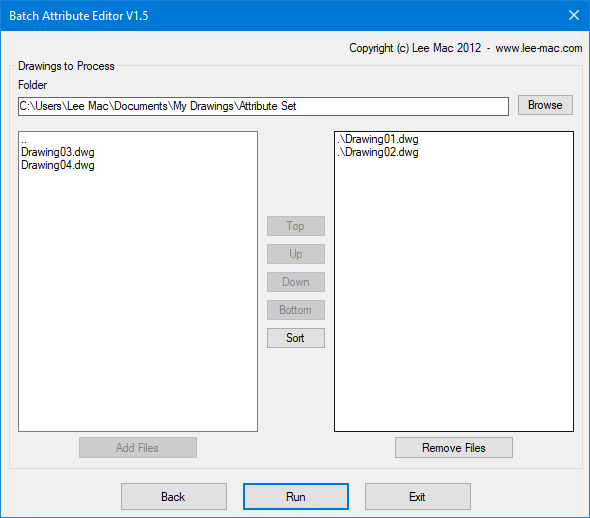 Batch Attribute Editor V1.5
Copyright (c) Lee Mac 2012 - www.lee-mac.com
Drawings to Process
Folder
C:\Users\Lee Mac\Documents\My Drawings\Attribute Set
Browse
..
Drawing03.dwg
Drawing04.dwg
Top
Up
Down
Bottom
Sort
.\Drawing01.dwg
.\Drawing02.dwg
Add Files
Remove Files
Back
Run
Exit